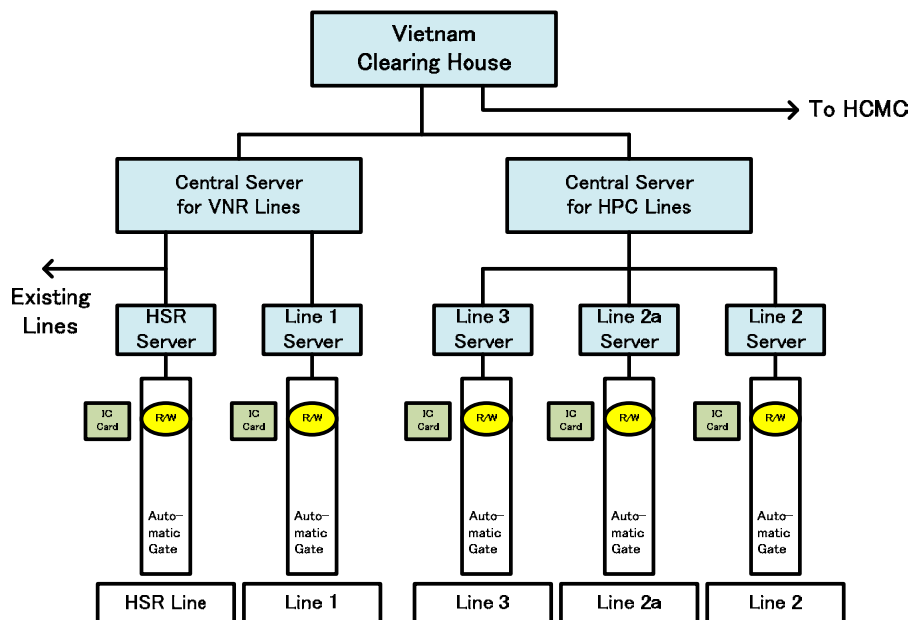 Vietnam
Clearing House
To HCMC
Central Server
for VNR Lines
Central Server
for HPC Lines
Existing
Lines
HSR
Server
Line 1
Server
Line 3
Server
Line 2a
Server
Line 2
Server
IC
Card
R/W
IC
Card
R/W
IC
Card
R/W
IC
Card
R/W
IC
Card
R/W
Auto-
matic
Gate
Auto-
matic
Gate
Auto-
matic
Gate
Auto-
matic
Gate
Auto-
matic
Gate
HSR Line
Line 1
Line 3
Line 2a
Line 2